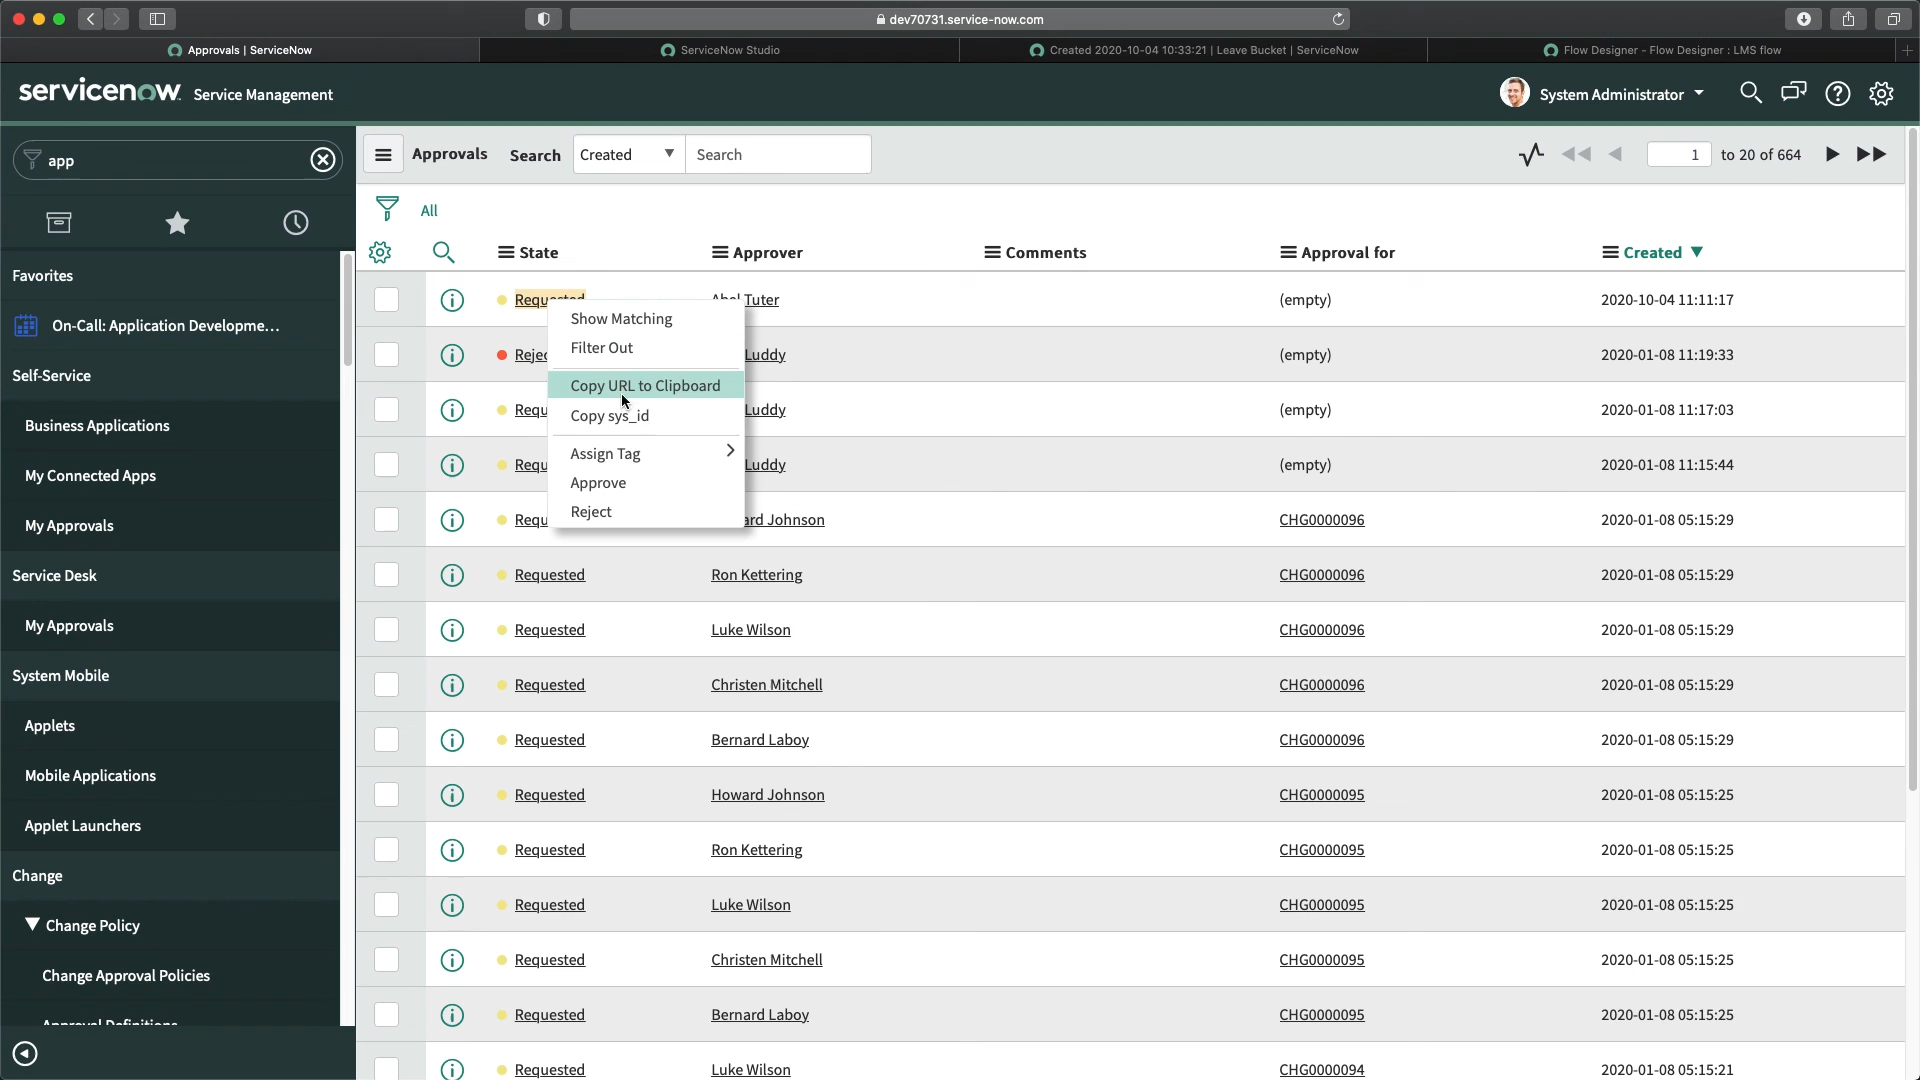 dev70731.service-now.com
Approvals | ServiceNow
ServiceNow Studio
Created 2020-10-04 10:33:21 | Leave Bucket | ServiceNow
Flow Designer - Flow Designer : LMS flow
servicenow Service Management
System Administrator
app
Approvals Search Created Search
1 to 20 of 664
All
Favorites
On-Call: Application Developme...
Self-Service
Business Applications
My Connected Apps
My Approvals
Service Desk
My Approvals
System Mobile
Applets
Mobile Applications
Applet Launchers
Change
Change Policy
Change Approval Policies
Approval Definitions
State Approver Comments Approval for Created
Requested Abel Tuter (empty) 2020-10-04 11:11:17
Rejec Luddy (empty) 2020-01-08 11:19:33
Requ Luddy (empty) 2020-01-08 11:17:03
Requ Luddy (empty) 2020-01-08 11:15:44
Requ ard Johnson CHG0000096 2020-01-08 05:15:29
Show Matching
Filter Out
Copy URL to Clipboard
Copy sys_id
Assign Tag
Approve
Reject
Requested Ron Kettering CHG0000096 2020-01-08 05:15:29
Requested Luke Wilson CHG0000096 2020-01-08 05:15:29
Requested Christen Mitchell CHG0000096 2020-01-08 05:15:29
Requested Bernard Laboy CHG0000096 2020-01-08 05:15:29
Requested Howard Johnson CHG0000095 2020-01-08 05:15:25
Requested Ron Kettering CHG0000095 2020-01-08 05:15:25
Requested Luke Wilson CHG0000095 2020-01-08 05:15:25
Requested Christen Mitchell CHG0000095 2020-01-08 05:15:25
Requested Bernard Laboy CHG0000095 2020-01-08 05:15:25
Requested Luke Wilson CHG0000094 2020-01-08 05:15:21